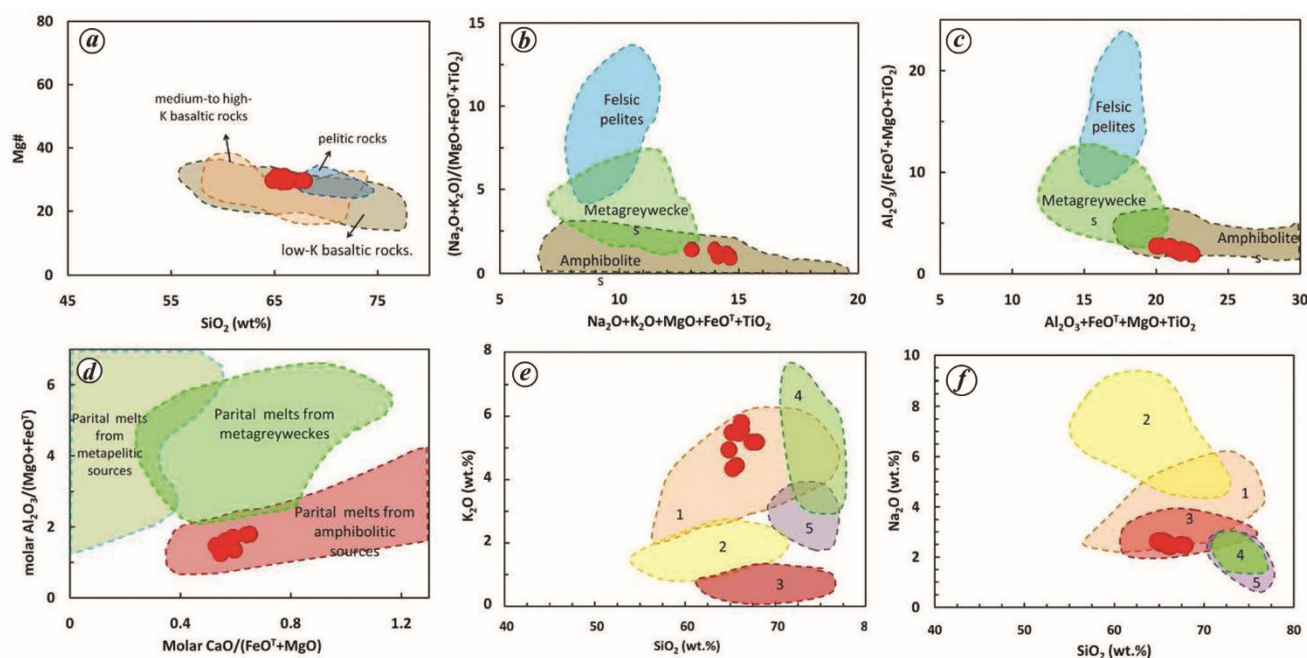 a
80
60
40
20
0
Mg#
medium-to high-
K basaltic rocks
pelitic rocks
low-K basaltic rocks.
45
55
65
75
SiO₂ (wt%)
b
15
10
5
0
(Na₂O+K₂O)/(MgO+FeOᵀ+TiO₂)
Felsic
pelites
Metagreywecke
s
Amphibolite
s
5
10
15
20
Na₂O+K₂O+MgO+FeOᵀ+TiO₂
c
20
10
0
Al₂O₃/(FeOᵀ+MgO+TiO₂)
Felsic
pelites
Metagreywecke
s
Amphibolite
s
5
10
15
20
25
30
Al₂O₃+FeOᵀ+MgO+TiO₂
d
6
4
2
0
molar Al₂O₃/(MgO+FeOᵀ)
Parital melts
from
metapelitic
sources
Parital melts from
metagreyweckes
Parital melts from
amphibolitic
sources
0
0.4
0.8
1.2
Molar CaO/(FeOᵀ+MgO)
e
8
6
4
2
0
K₂O (wt.%)
1
2
3
4
5
40
50
60
70
8
SiO₂ (wt.%)
f
10
8
6
4
2
0
Na₂O (wt.%)
2
1
3
4
5
40
50
60
70
80
SiO₂ (wt.%)